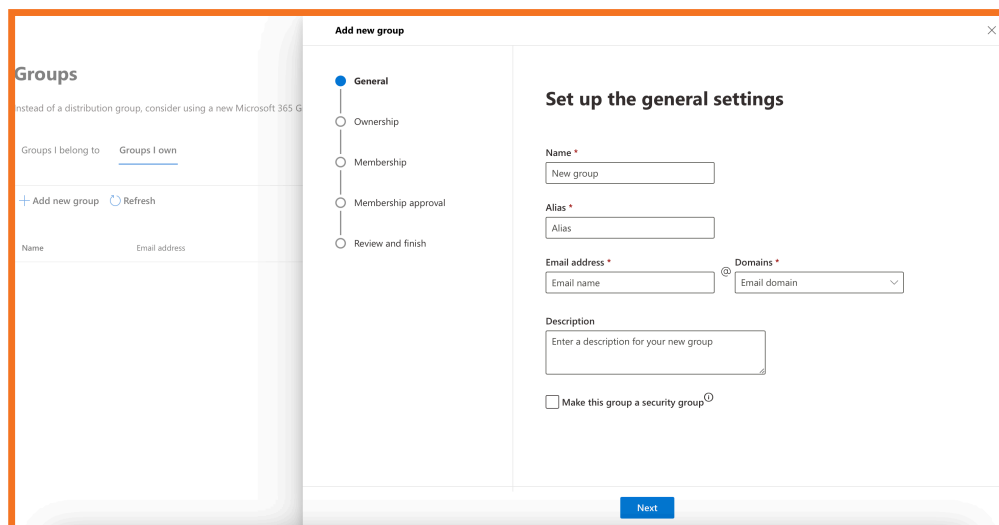 Groups
Instead of a distribution group, consider using a new Microsoft 365 G
Groups I belong to
Groups I own
+ Add new group
Refresh
Name
Email address
Add new group
General
Ownership
Membership
Membership approval
Review and finish
Set up the general settings
Name *
New group
Alias *
Alias
Email address *
Email name
@
Domains *
Email domain
Description
Enter a description for your new group
Make this group a security group
Next